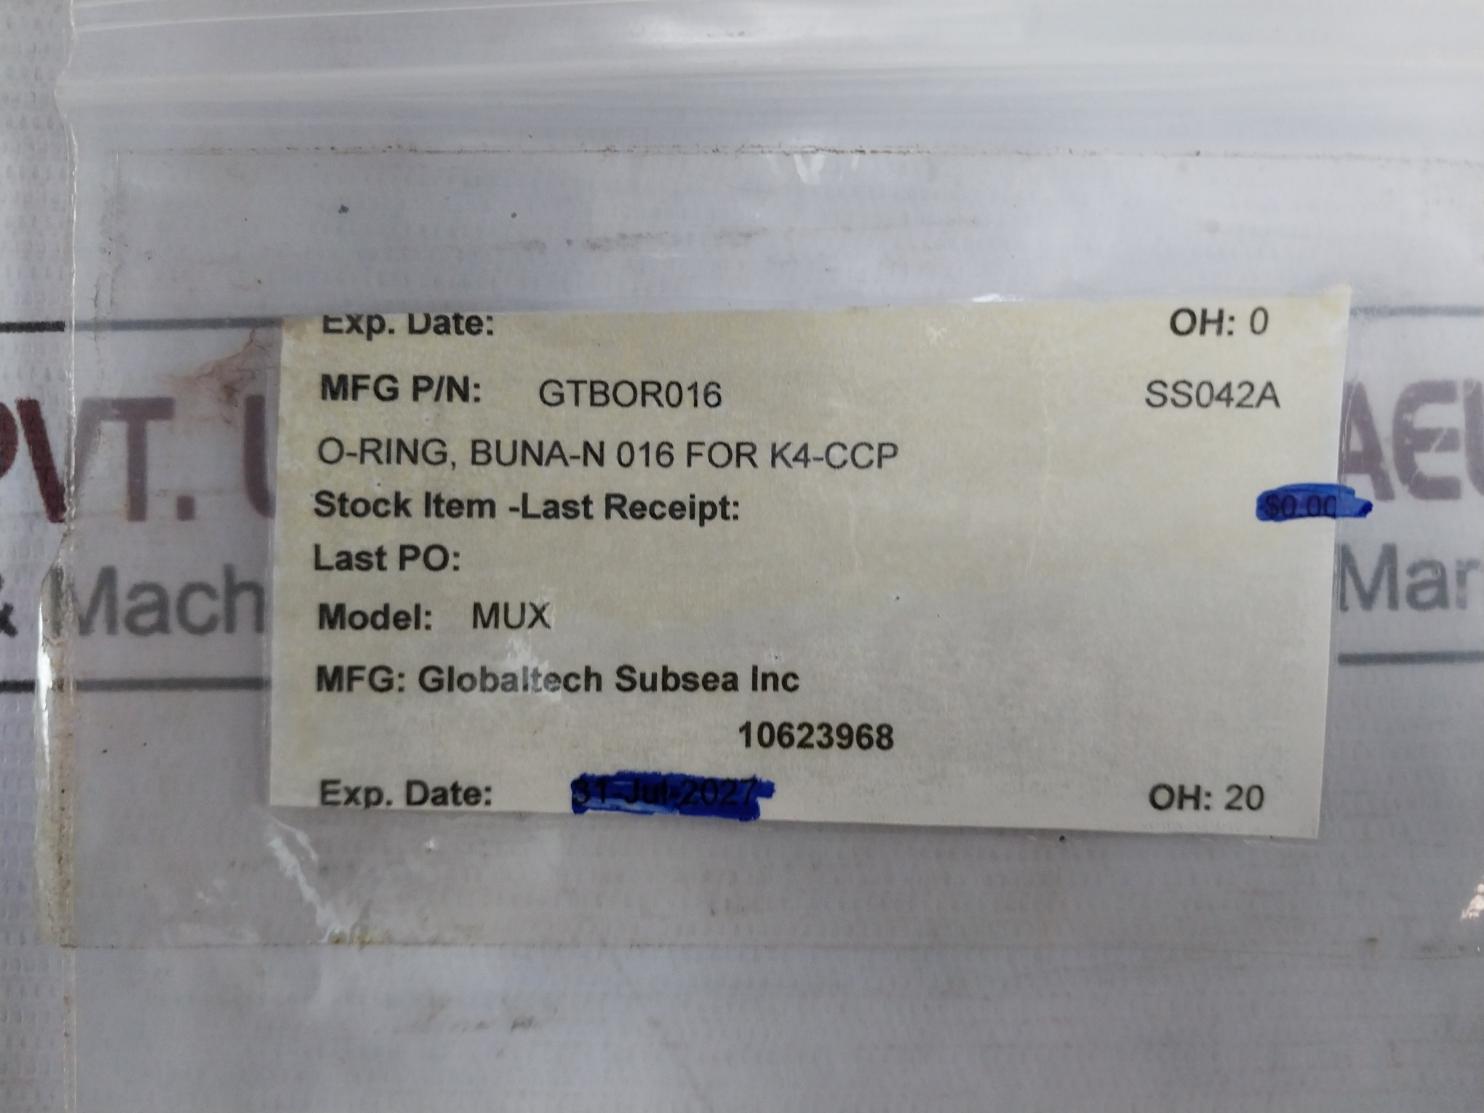 Exp. Date: OH: 0
MFG P/N: GTBOR016 SS042A
O-RING, BUNA-N 016 FOR K4-CCP
Stock Item -Last Receipt: $0.00
Last PO:
Model: MUX
MFG: Globaltech Subsea Inc
10623968
Exp. Date: 31-Jul-2027 OH: 20
PVT.
& Mach
Mar